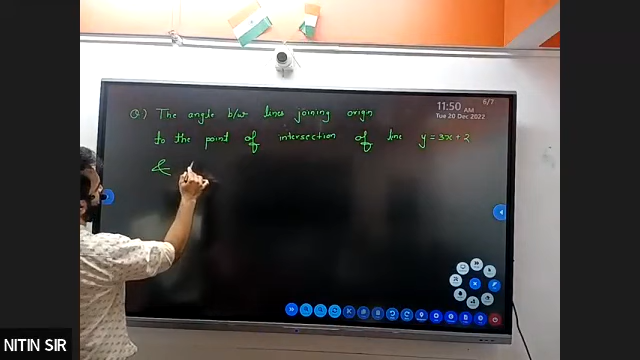 11:50 AM
Tue 20 Dec 2022
6/7
Q) The angle b/w lines joining origin
to the point of intersection of line y = 3x + 2
&
NITIN SIR